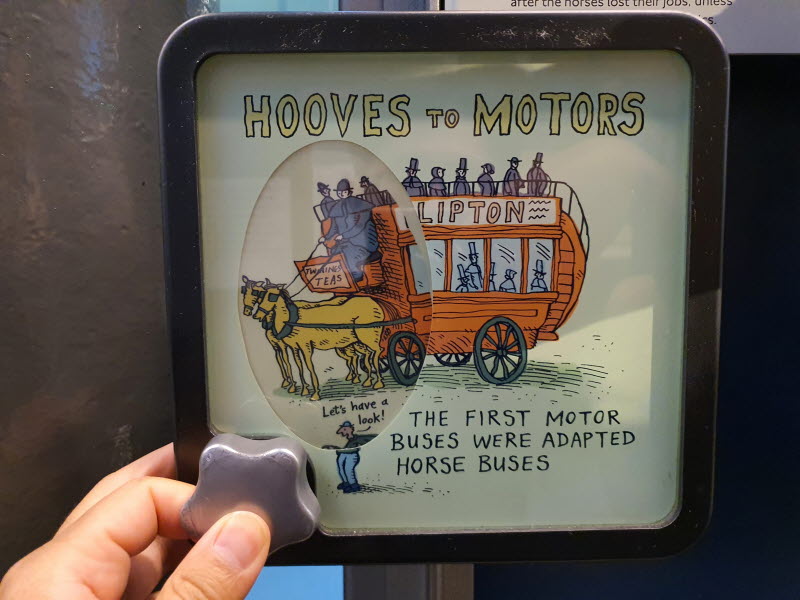 after the horses lost their jobs, unless
HOOVES TO MOTORS
LIPTON
TWININGS
TEAS
Let's have a
look!
THE FIRST MOTOR
BUSES WERE ADAPTED
HORSE BUSES